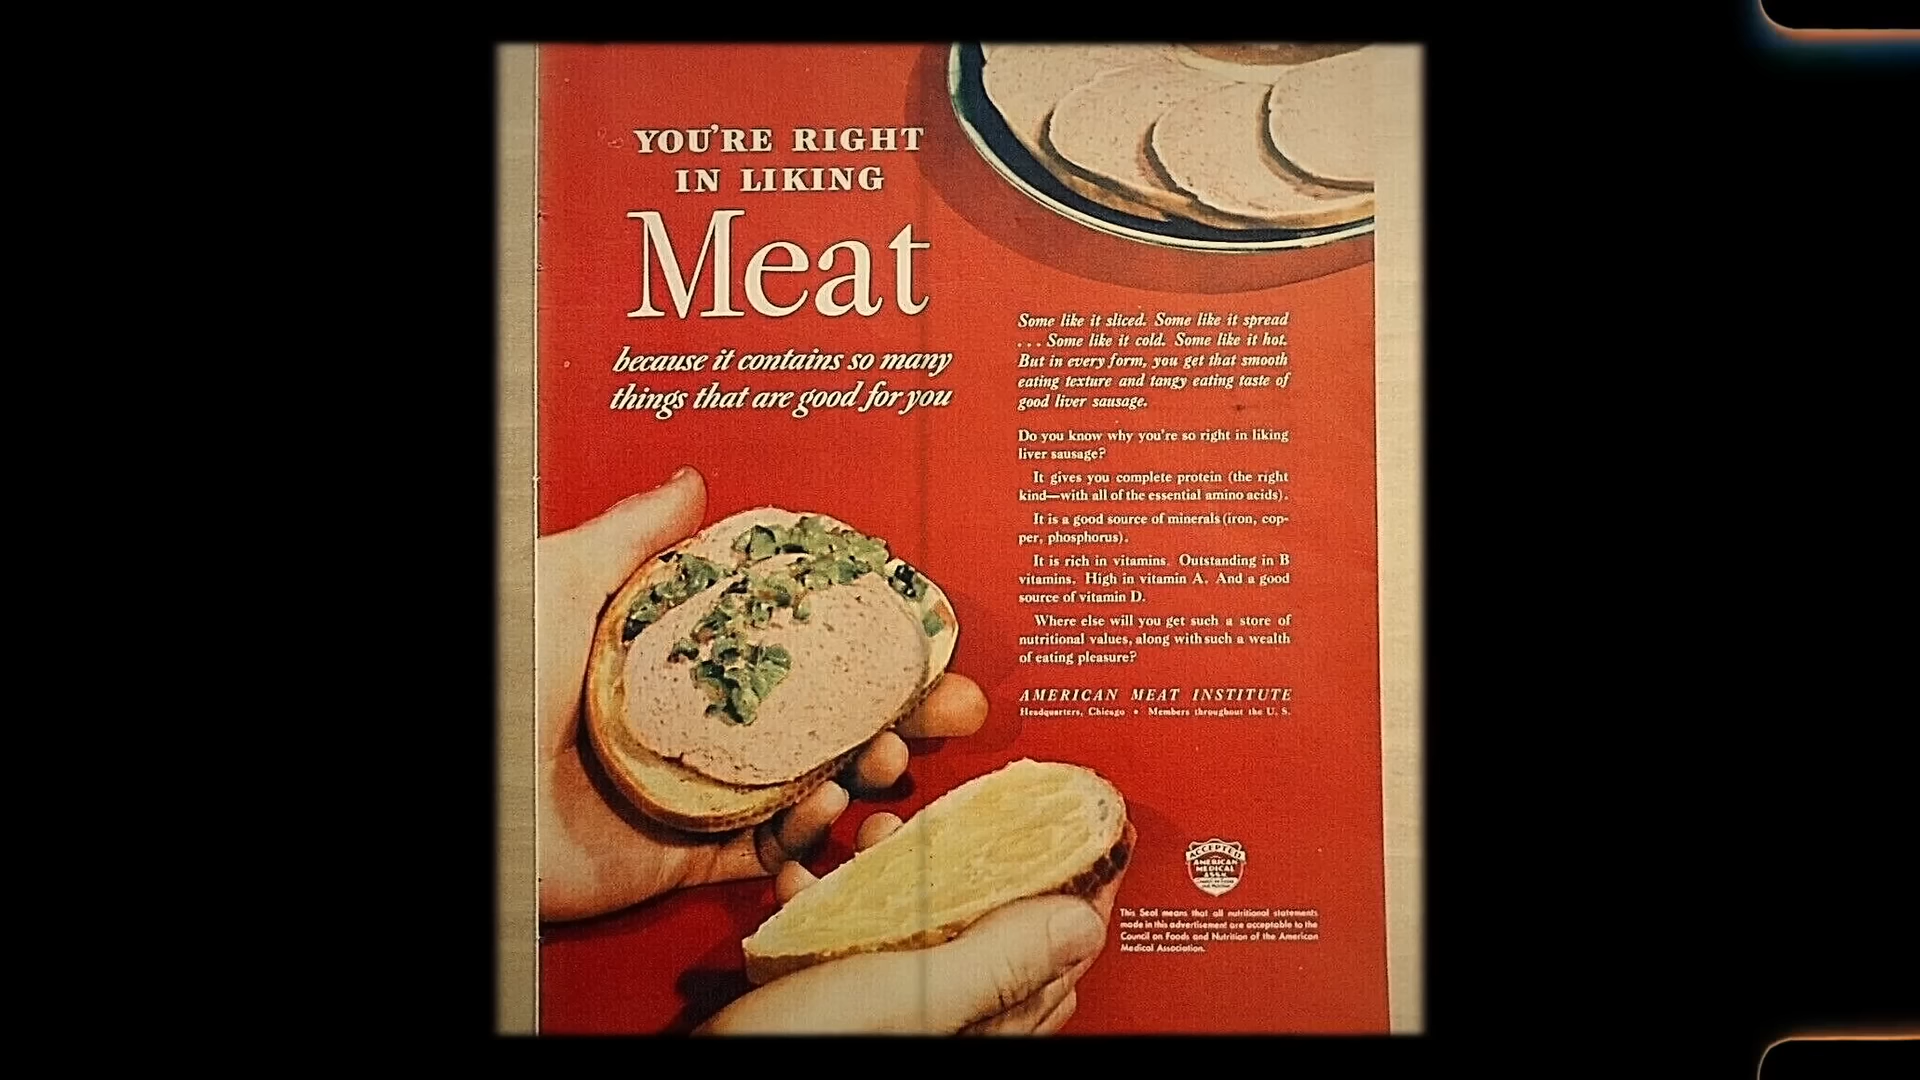 YOU'RE RIGHT
IN LIKING
Meat
because it contains so many
things that are good for you
Some like it sliced. Some like it spread
. . . Some like it cold. Some like it hot.
But in every form, you get that smooth
eating texture and tangy eating taste of
good liver sausage.
Do you know why you're so right in liking
liver sausage?
It gives you complete protein (the right
kind—with all of the essential amino acids).
It is a good source of minerals (iron, cop-
per, phosphorus).
It is rich in vitamins. Outstanding in B
vitamins. High in vitamin A. And a good
source of vitamin D.
Where else will you get such a store of
nutritional values, along with such a wealth
of eating pleasure?
AMERICAN MEAT INSTITUTE
Headquarters, Chicago • Members throughout the U. S.
ACCEPTED
AMERICAN
MEDICAL
ASSN.
This Seal means that all nutritional statements
made in this advertisement are acceptable to the
Council on Foods and Nutrition of the American
Medical Association.